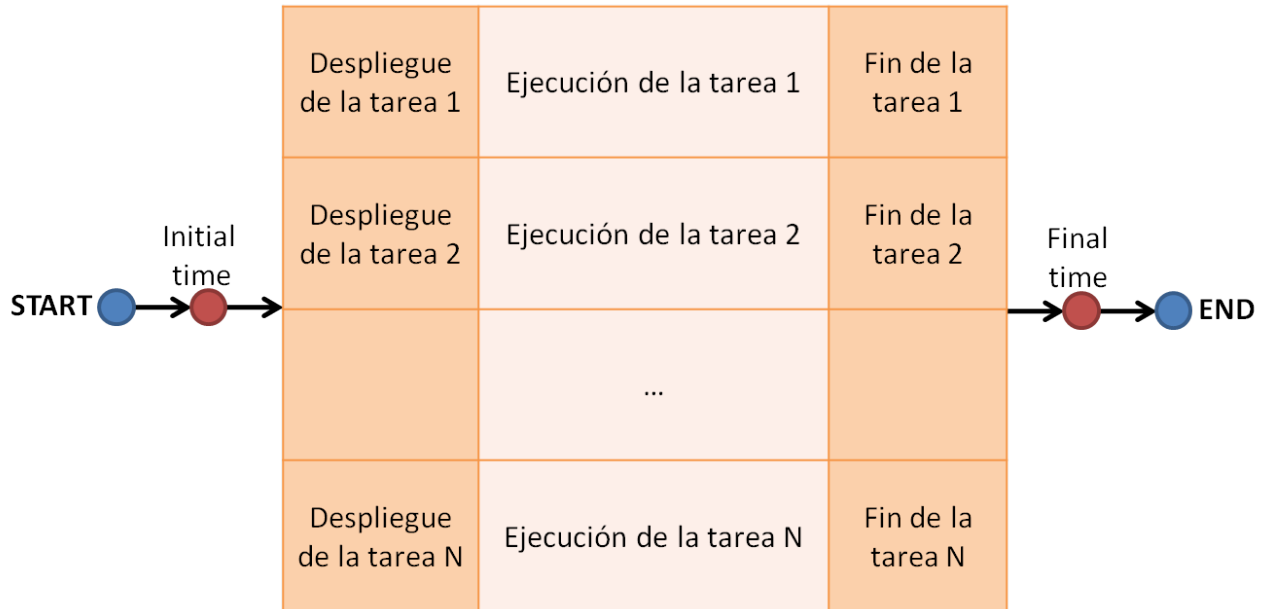 START
Initial
time
Despliegue
de la tarea 1
Ejecución de la tarea 1
Fin de la
tarea 1
Despliegue
de la tarea 2
Ejecución de la tarea 2
Fin de la
tarea 2
...
Despliegue
de la tarea N
Ejecución de la tarea N
Fin de la
tarea N
Final
time
END